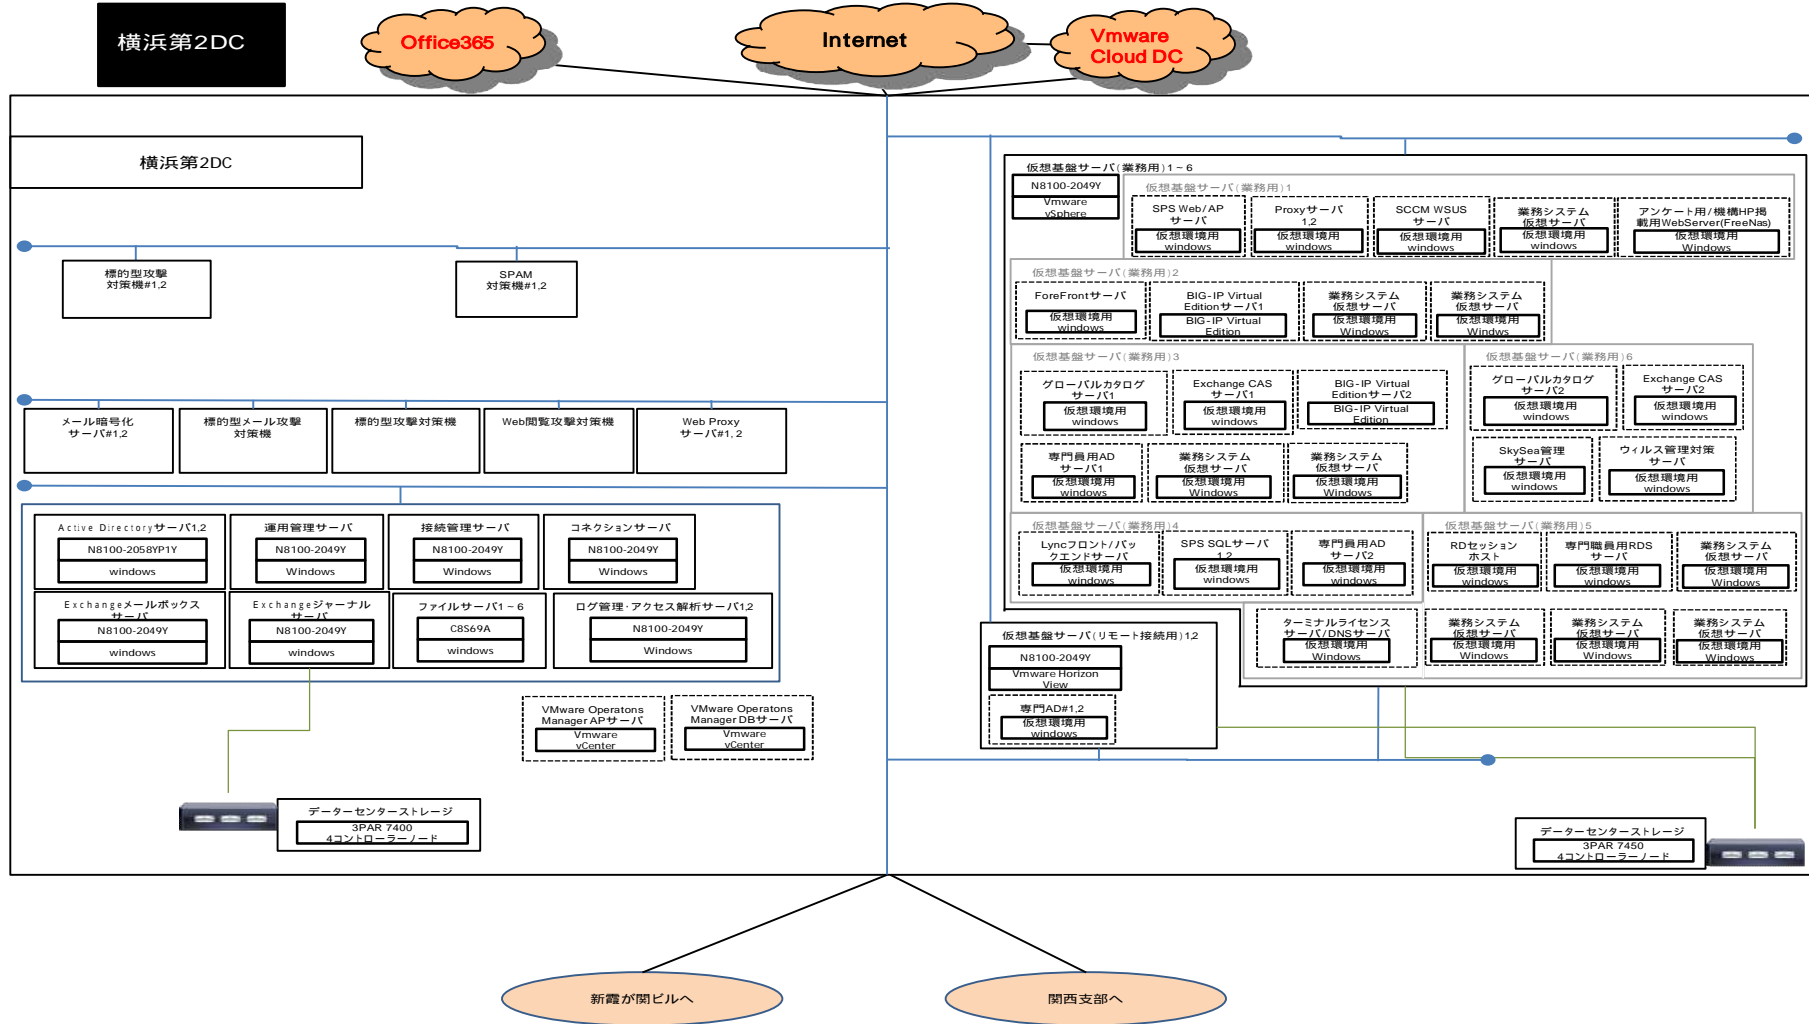 横浜第2DC
Office365
Internet
Vmware
Cloud DC
横浜第2DC
標的型攻撃
対策機#1,2
SPAM
対策機#1,2
メール暗号化
サーバ#1,2
標的型メール攻撃
対策機
標的型攻撃対策機
Web閲覧攻撃対策機
Web Proxy
サーバ#1,2
Active Directoryサーバ1,2
N8100-2058YP1Y
windows
運用管理サーバ
N8100-2049Y
Windows
接続管理サーバ
N8100-2049Y
Windows
コネクションサーバ
N8100-2049Y
Windows
Exchangeメールボックス
サーバ
N8100-2049Y
windows
Exchangeジャーナル
サーバ
N8100-2049Y
windows
ファイルサーバ1~6
C8S69A
windows
ログ管理・アクセス解析サーバ1,2
N8100-2049Y
Windows
VMware Operatons
Manager APサーバ
Vmware
vCenter
VMware Operatons
Manager DBサーバ
Vmware
vCenter
データーセンターストレージ
3PAR 7400
4コントローラーノード
仮想基盤サーバ(業務用)1~6
N8100-2049Y
Vmware
vSphere
仮想基盤サーバ(業務用)1
SPS Web/AP
サーバ
仮想環境用
windows
Proxyサーバ
1,2
仮想環境用
windows
SCCM WSUS
サーバ
仮想環境用
windows
業務システム
仮想サーバ
仮想環境用
windows
アンケート用/機構HP掲
載用WebServer(FreeNas)
仮想環境用
Windows
仮想基盤サーバ(業務用)2
ForeFrontサーバ
仮想環境用
windows
BIG-IP Virtual
Editionサーバ1
BIG-IP Virtual
Edition
業務システム
仮想サーバ
仮想環境用
Windows
業務システム
仮想サーバ
仮想環境用
Windws
仮想基盤サーバ(業務用)3
グローバルカタログ
サーバ1
仮想環境用
windows
Exchange CAS
サーバ1
仮想環境用
windows
BIG-IP Virtual
Editionサーバ2
BIG-IP Virtual
Edition
専門員用AD
サーバ1
仮想環境用
windows
業務システム
仮想サーバ
仮想環境用
Windows
業務システム
仮想サーバ
仮想環境用
Windows
仮想基盤サーバ(業務用)6
グローバルカタログ
サーバ2
仮想環境用
windows
Exchange CAS
サーバ2
仮想環境用
windows
SkySea管理
サーバ
仮想環境用
windows
ウィルス管理対策
サーバ
仮想環境用
windows
仮想基盤サーバ(業務用)4
Lyncフロント/バッ
クエンドサーバ
仮想環境用
windows
SPS SQLサーバ
1,2
仮想環境用
windows
専門員用AD
サーバ2
仮想環境用
windows
仮想基盤サーバ(業務用)5
RDセッション
ホスト
仮想環境用
windows
専門職員用RDS
サーバ
仮想環境用
windows
業務システム
仮想サーバ
仮想環境用
Windows
ターミナルライセンス
サーバ/DNSサーバ
仮想環境用
Windows
業務システム
仮想サーバ
仮想環境用
Windows
業務システム
仮想サーバ
仮想環境用
Windows
業務システム
仮想サーバ
仮想環境用
Windows
仮想基盤サーバ(リモート接続用)1,2
N8100-2049Y
Vmware Horizon
View
専門AD#1,2
仮想環境用
windows
データーセンターストレージ
3PAR 7450
4コントローラーノード
新霞が関ビルへ
関西支部へ